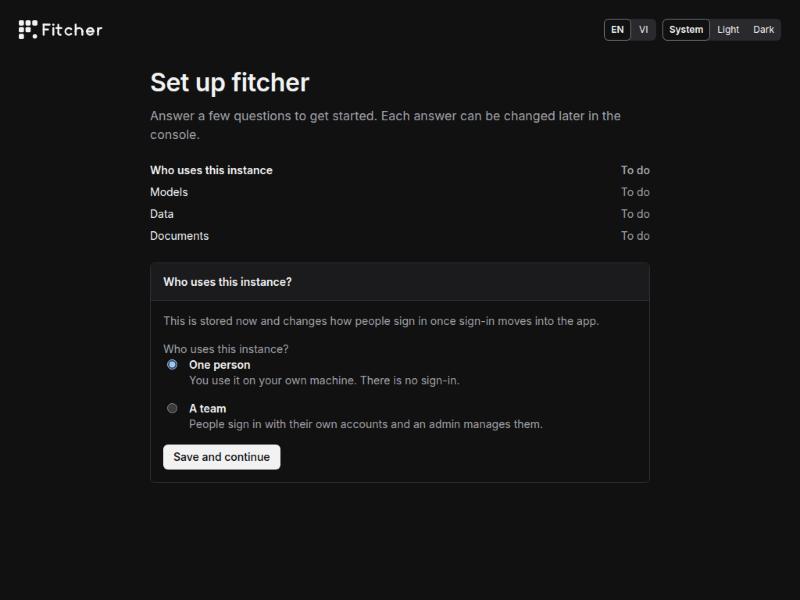 Fitcher
EN VI System Light Dark
Set up fitcher
Answer a few questions to get started. Each answer can be changed later in the
console.
Who uses this instance To do
Models To do
Data To do
Documents To do
Who uses this instance?
This is stored now and changes how people sign in once sign-in moves into the app.
Who uses this instance?
One person
You use it on your own machine. There is no sign-in.
A team
People sign in with their own accounts and an admin manages them.
Save and continue